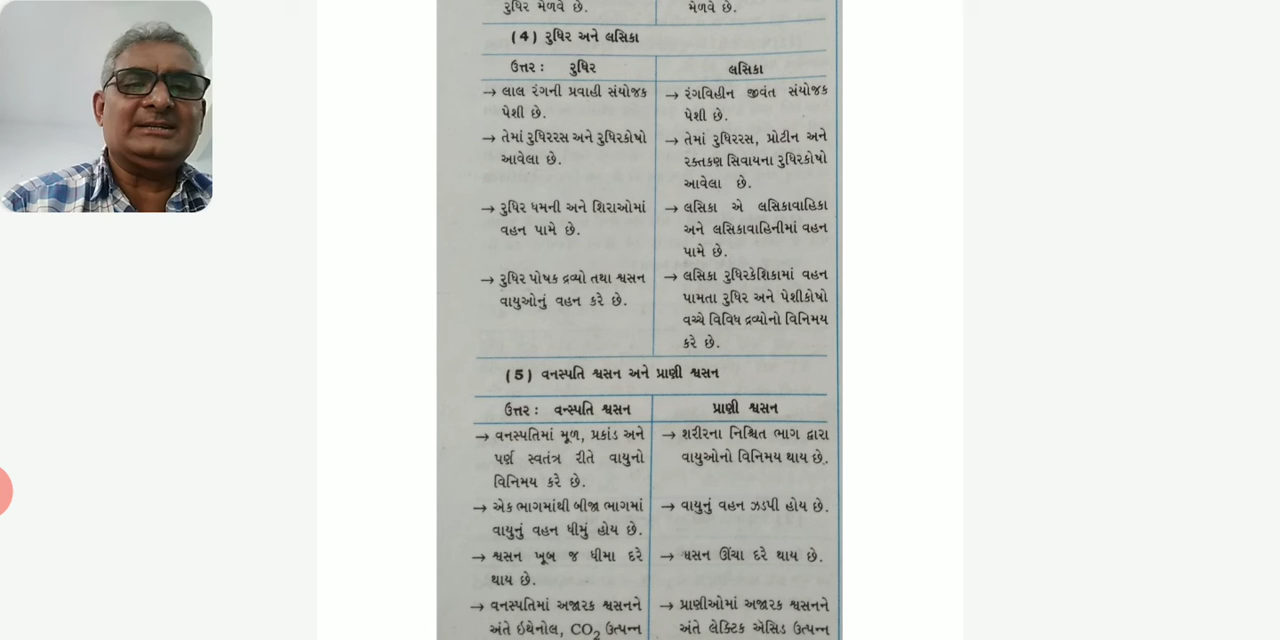 રુધિર મેળવે છે.
મેળવે છે.
(4) રુધિર અને લસિકા
ઉત્તર : રુધિર
→ લાલ રંગની પ્રવાહી સંયોજક
પેશી છે.
→ તેમાં રુધિરરસ અને રુધિરકોષો
આવેલા છે.
→ રુધિર ધમની અને શિરાઓમાં
વહન પામે છે.
→ રુધિર પોષક દ્રવ્યો તથા શ્વસન
વાયુઓનું વહન કરે છે.
લસિકા
→ રંગવિહીન જીવંત સંયોજક
પેશી છે.
→ તેમાં રુધિરરસ, પ્રોટીન અને
રક્તકણ સિવાયના રુધિરકોષો
આવેલા છે.
→ લસિકા એ લસિકાવાહિકા
અને લસિકાવાહિનીમાં વહન
પામે છે.
→ લસિકા રુધિરકેશિકામાં વહન
પામતા રુધિર અને પેશીકોષો
વચ્ચે વિવિધ દ્રવ્યોનો વિનિમય
કરે છે.
(5) વનસ્પતિ શ્વસન અને પ્રાણી શ્વસન
ઉત્તર : વન્સ્પતિ શ્વસન
→ વનસ્પતિમાં મૂળ, પ્રકાંડ અને
પર્ણ સ્વતંત્ર રીતે વાયુનો
વિનિમય કરે છે.
→ એક ભાગમાંથી બીજા ભાગમાં
વાયુનું વહન ધીમું હોય છે.
→ શ્વસન ખૂબ જ ધીમા દરે
થાય છે.
→ વનસ્પતિમાં અજારક શ્વસનને
અંતે ઇથેનોલ, CO₂ ઉત્પન્ન
પ્રાણી શ્વસન
→ શરીરના નિશ્ચિત ભાગ દ્વારા
વાયુઓનો વિનિમય થાય છે.
→ વાયુનું વહન ઝડપી હોય છે.
→ શ્વસન ઊંચા દરે થાય છે.
→ પ્રાણીઓમાં અજારક શ્વસનને
અંતે લેક્ટિક એસિડ ઉત્પન્ન